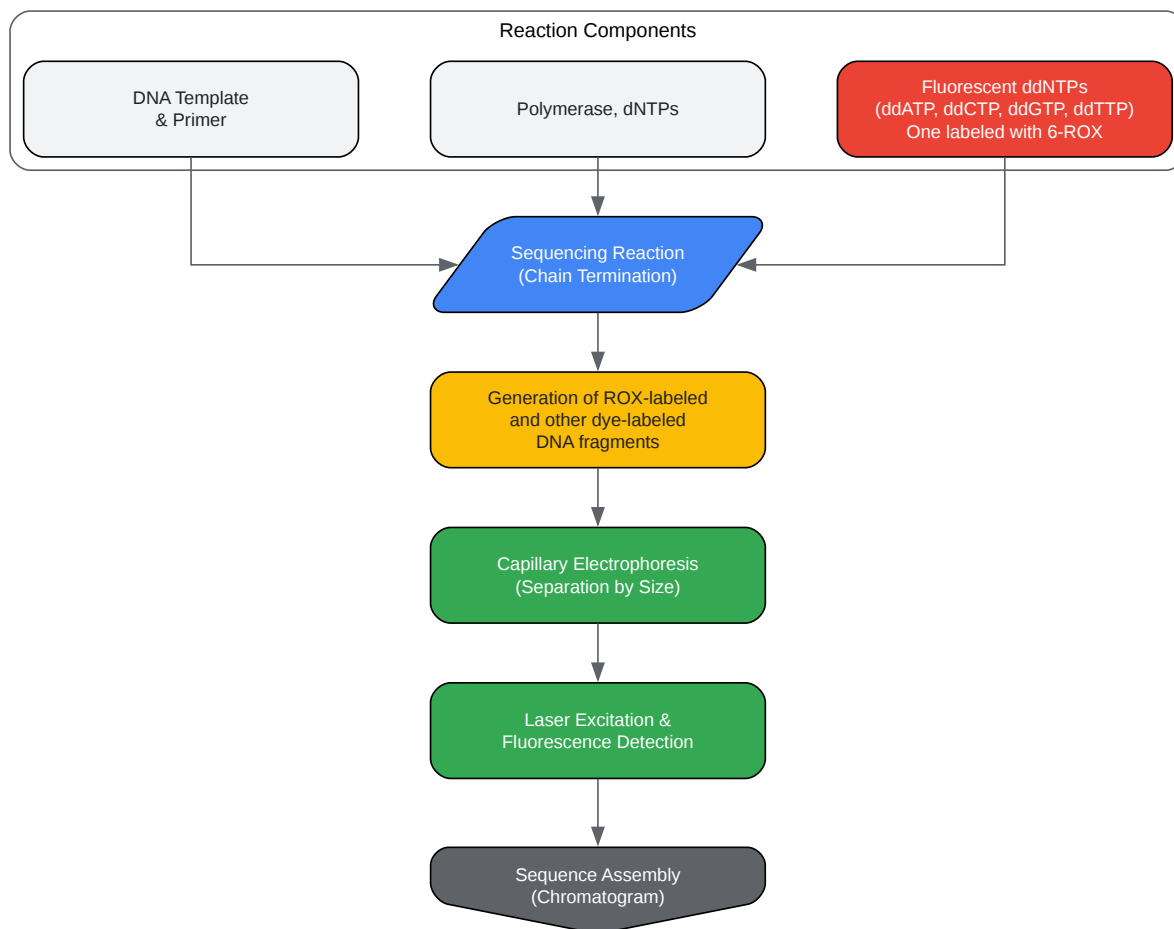 Reaction Components
DNA Template
& Primer
Polymerase, dNTPs
Fluorescent ddNTPs
(ddATP, ddCTP, ddGTP, ddTTP)
One labeled with 6-ROX
Sequencing Reaction
(Chain Termination)
Generation of ROX-labeled
and other dye-labeled
DNA fragments
Capillary Electrophoresis
(Separation by Size)
Laser Excitation &
Fluorescence Detection
Sequence Assembly
(Chromatogram)